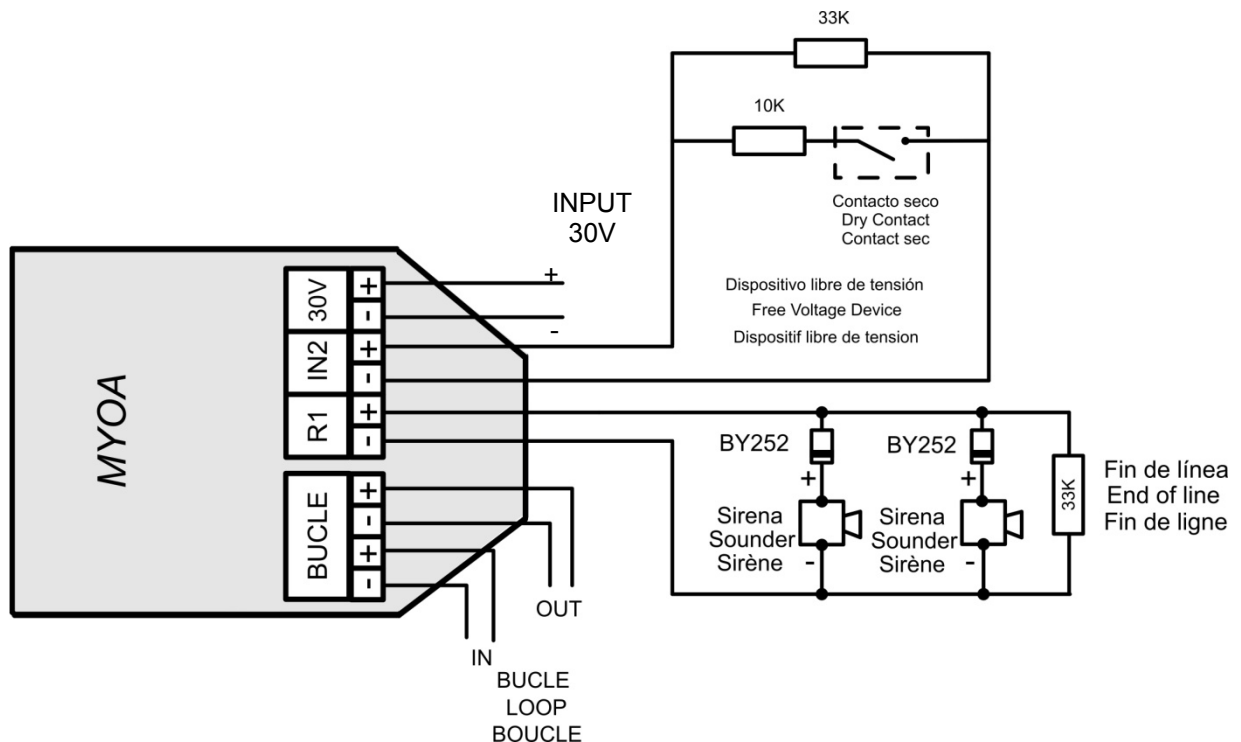 33K
10K
Contacto seco
Dry Contact
Contact sec
INPUT
30V
+
-
Dispositivo libre de tensión
Free Voltage Device
Dispositif libre de tension
MYOA
30V
+
-
IN2
+
-
R1
+
-
BUCLE
+
-
+
-
BY252
+
Sirena
Sounder
Sirène
-
BY252
+
Sirena
Sounder
Sirène
-
33K
Fin de línea
End of line
Fin de ligne
OUT
IN
BUCLE
LOOP
BOUCLE